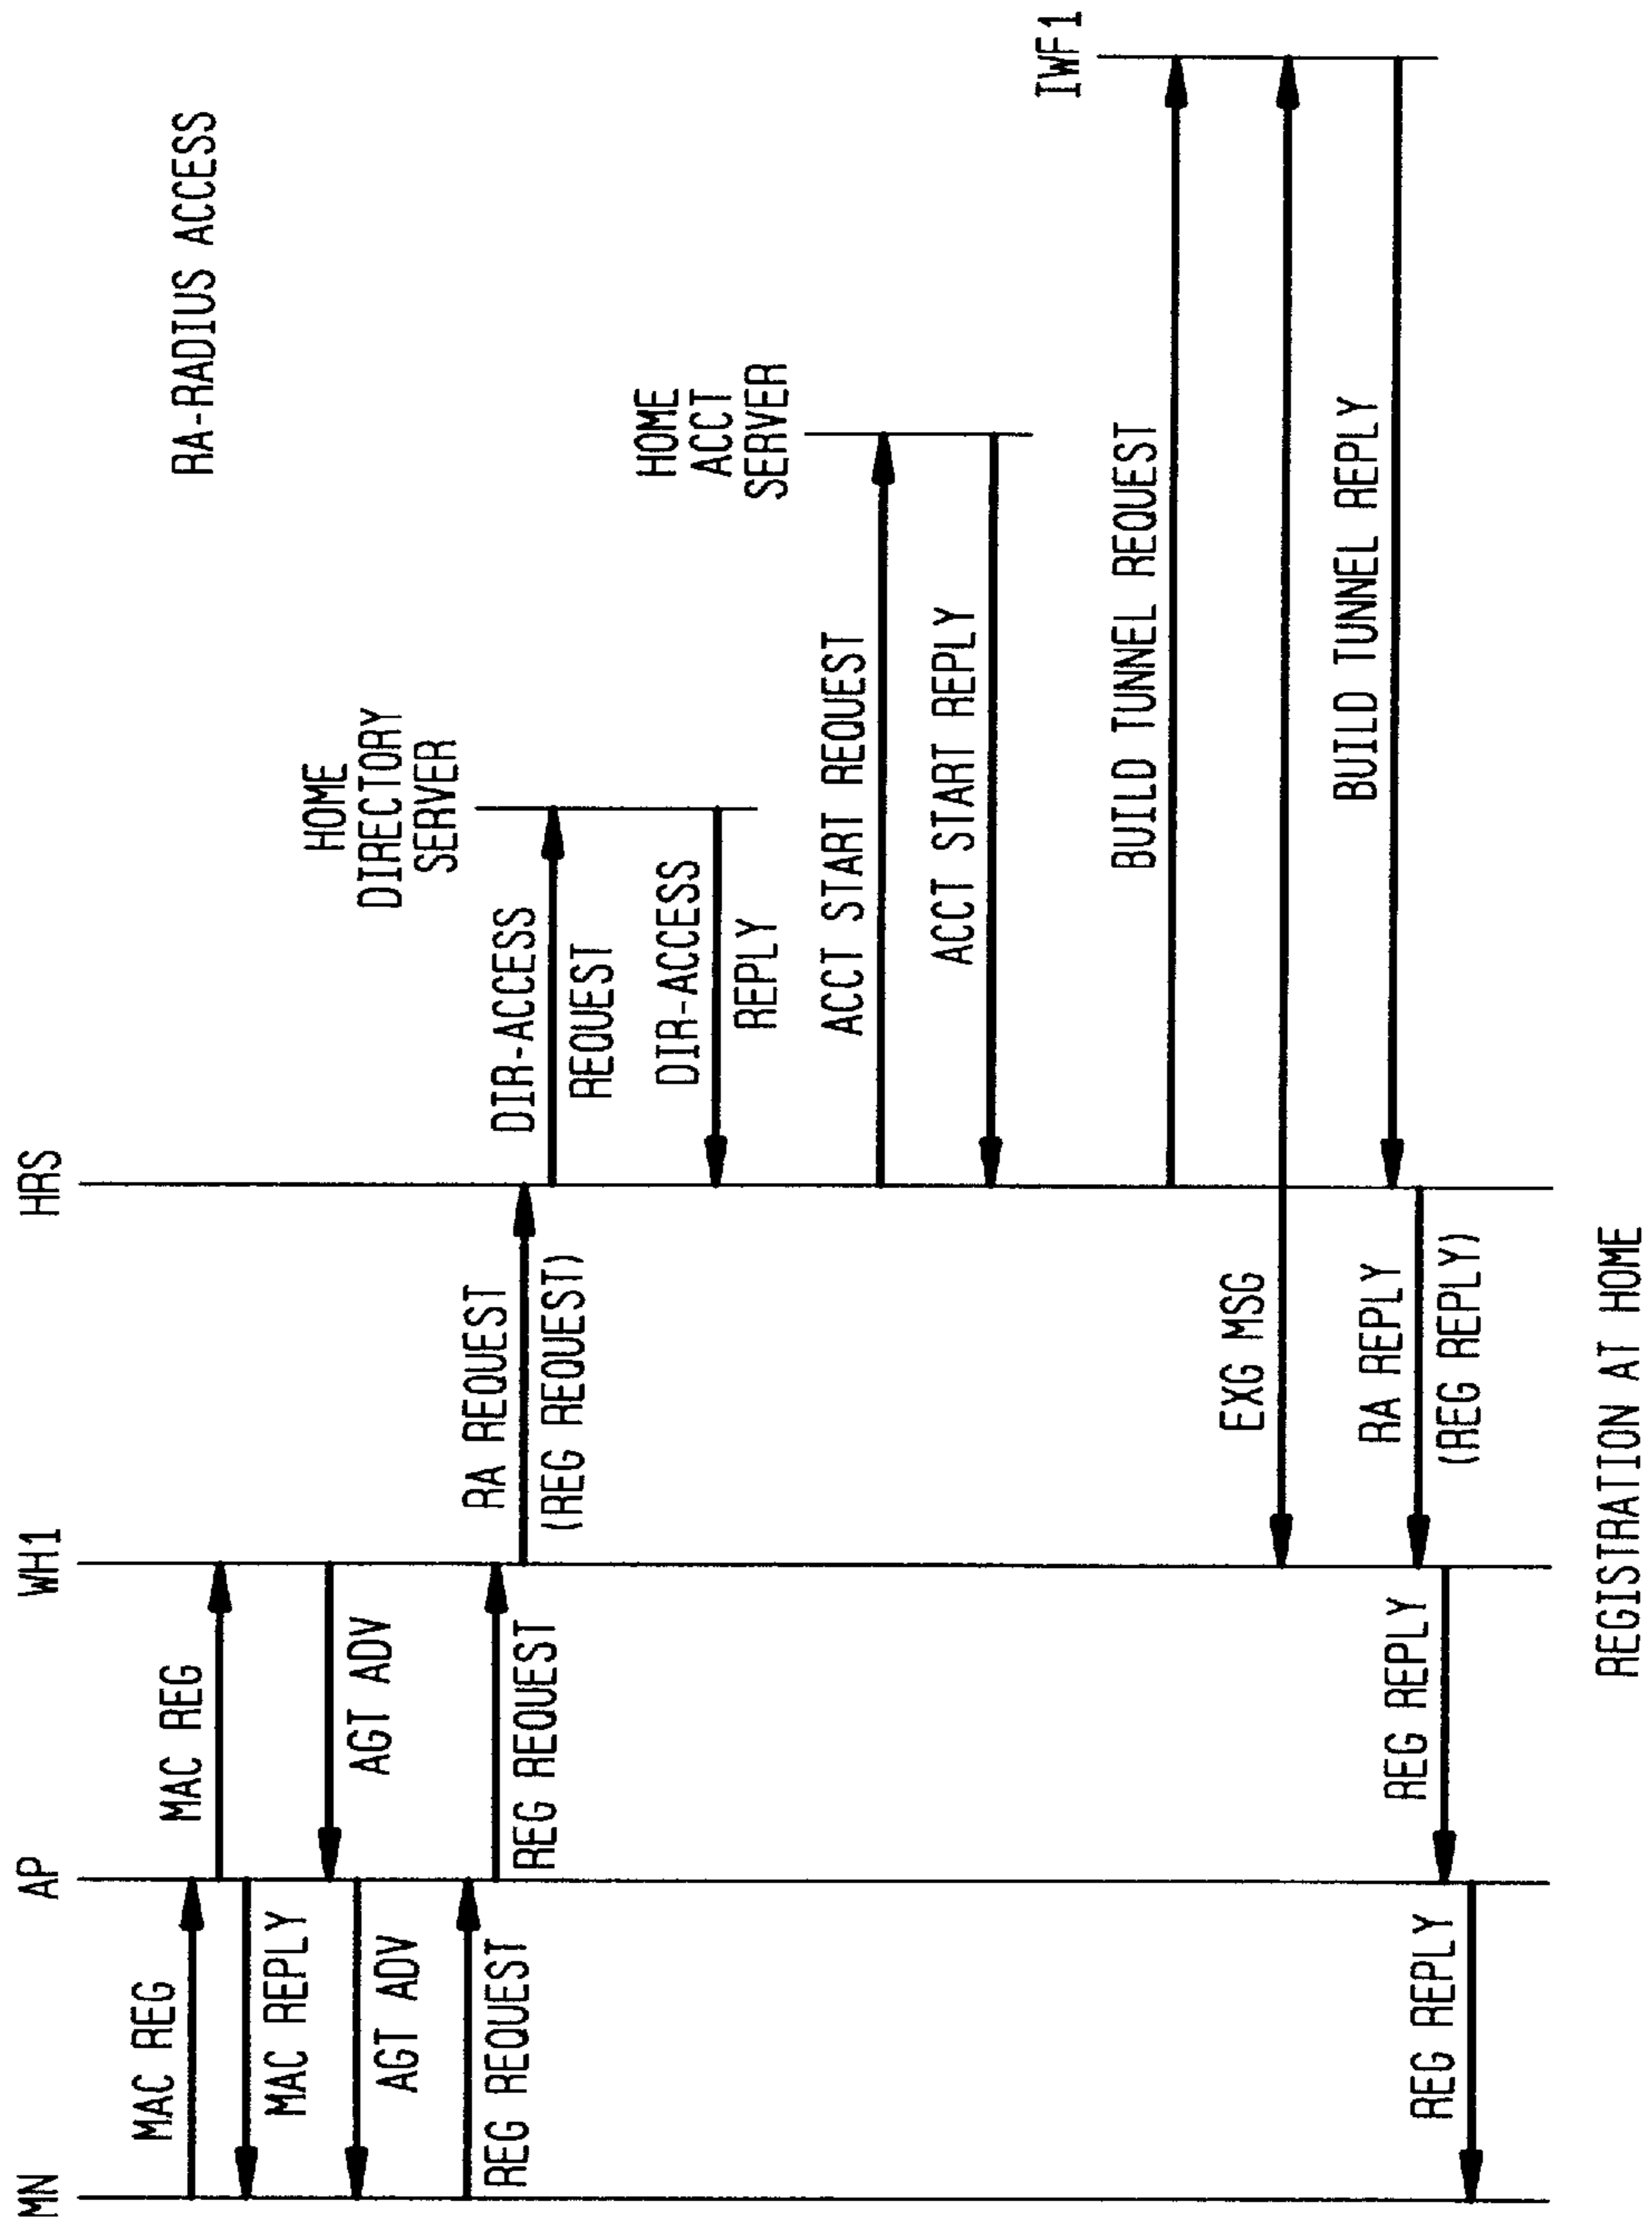 MN
AP
WH1
HRS
RA-RADIUS ACCESS
MAC REG
MAC REG
MAC REPLY
AGT ADV
AGT ADV
REG REQUEST
REG REQUEST
RA REQUEST
(REG REQUEST)
HOME
DIRECTORY
SERVER
DIR-ACCESS
REQUEST
DIR-ACCESS
REPLY
HOME
ACCT
SERVER
ACCT START REQUEST
ACCT START REPLY
IWF1
BUILD TUNNEL REQUEST
EXG MSG
BUILD TUNNEL REPLY
RA REPLY
(REG REPLY)
REG REPLY
REG REPLY
REGISTRATION AT HOME